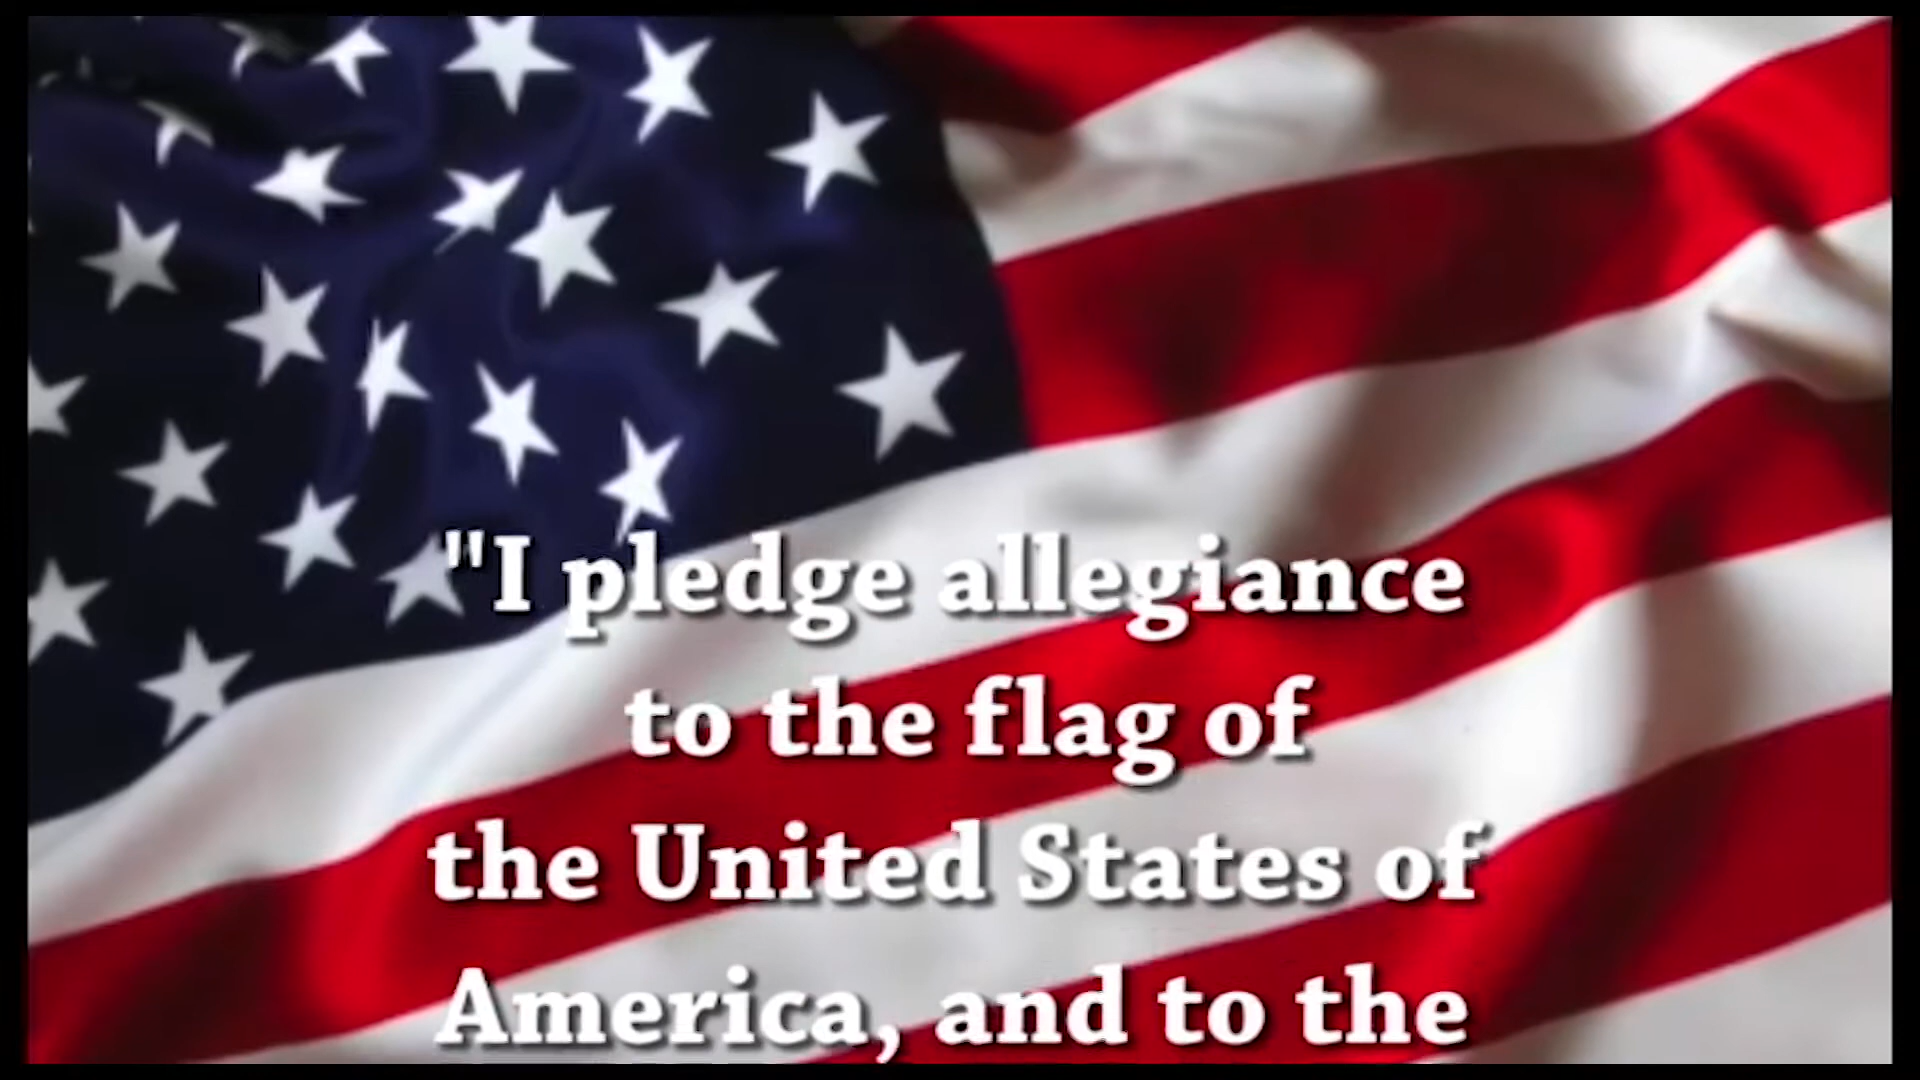 "I pledge allegiance
to the flag of
the United States of
America, and to the